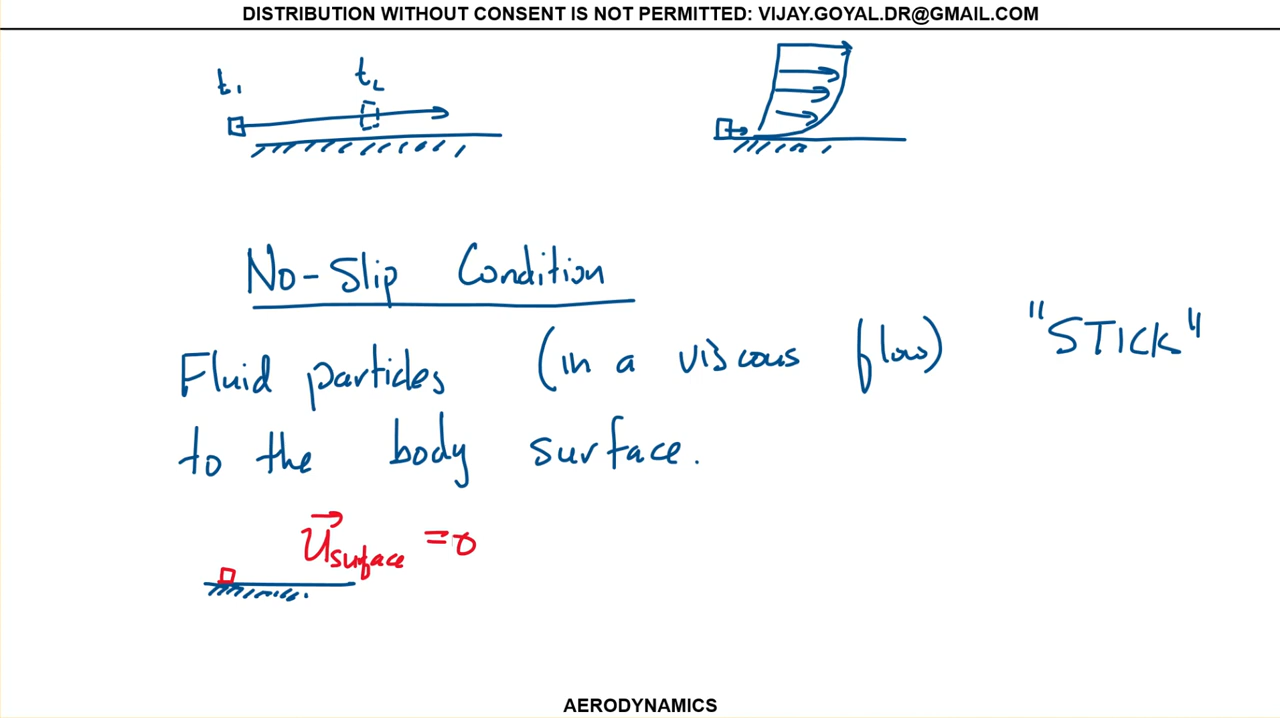 DISTRIBUTION WITHOUT CONSENT IS NOT PERMITTED: VIJAY.GOYAL.DR@GMAIL.COM
t₁ t₂
No-Slip Condition
Fluid particles (in a viscous flow) "STICK"
to the body surface.
U⃗surface = 0
AERODYNAMICS